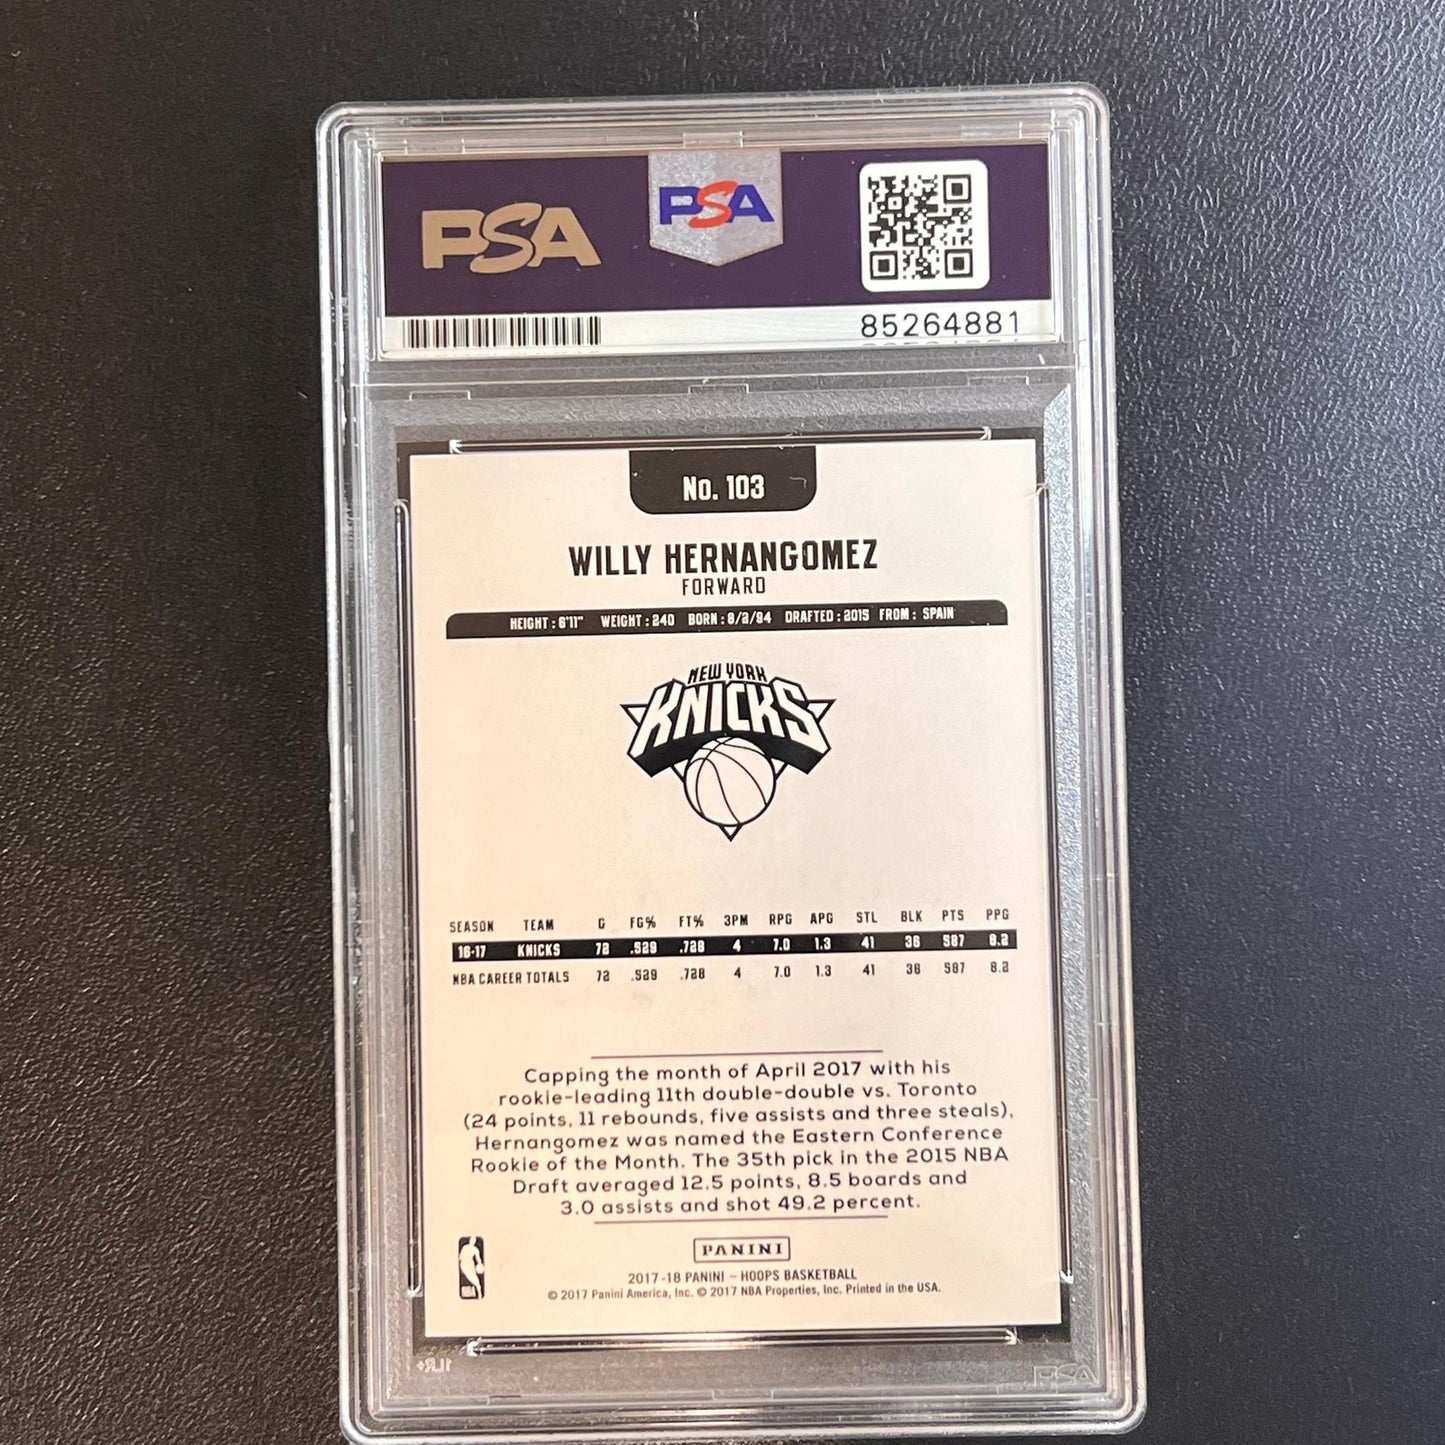 PSA
PSA
85264881
No. 103
WILLY HERNANGOMEZ
FORWARD
HEIGHT : 6'11" WEIGHT : 240 BORN : 9/2/94 DRAFTED : 2015 FROM : SPAIN
NEW YORK
KNICKS
SEASON TEAM G FG% FT% 3PM RPG APG STL BLK PTS PPG
16-17 KNICKS 72 .529 .728 4 7.0 1.3 41 36 587 8.2
NBA CAREER TOTALS 72 .529 .728 4 7.0 1.3 41 36 587 8.2
Capping the month of April 2017 with his
rookie-leading 11th double-double vs. Toronto
(24 points, 11 rebounds, five assists and three steals),
Hernangomez was named the Eastern Conference
Rookie of the Month. The 35th pick in the 2015 NBA
Draft averaged 12.5 points, 8.5 boards and
3.0 assists and shot 49.2 percent.
NBA
PANINI
2017-18 PANINI – HOOPS BASKETBALL
© 2017 Panini America, Inc. © 2017 NBA Properties, Inc. Printed in the USA.
PSA